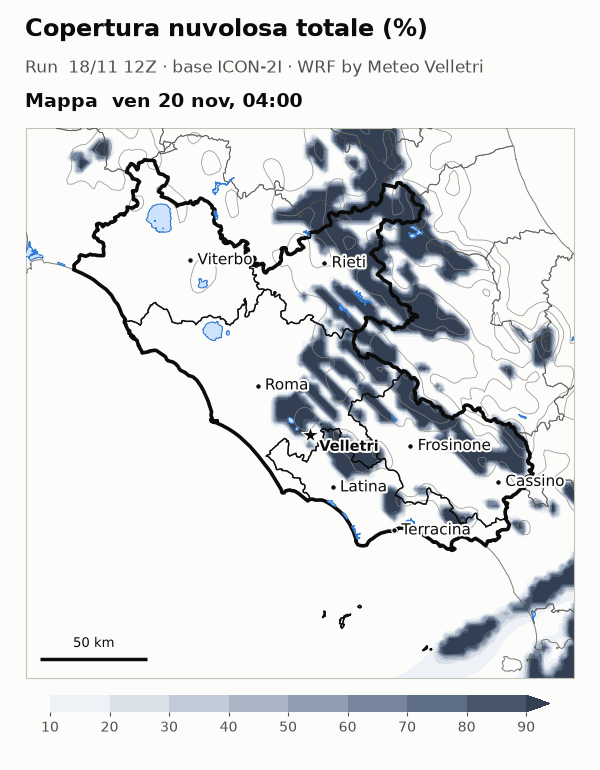 Copertura nuvolosa totale (%)
Run  18/11 12Z · base ICON-2I · WRF by Meteo Velletri
Mappa  ven 20 nov, 04:00
Viterbo
Rieti
Roma
Velletri
Frosinone
Latina
Cassino
Terracina
50 km
10 20 30 40 50 60 70 80 90